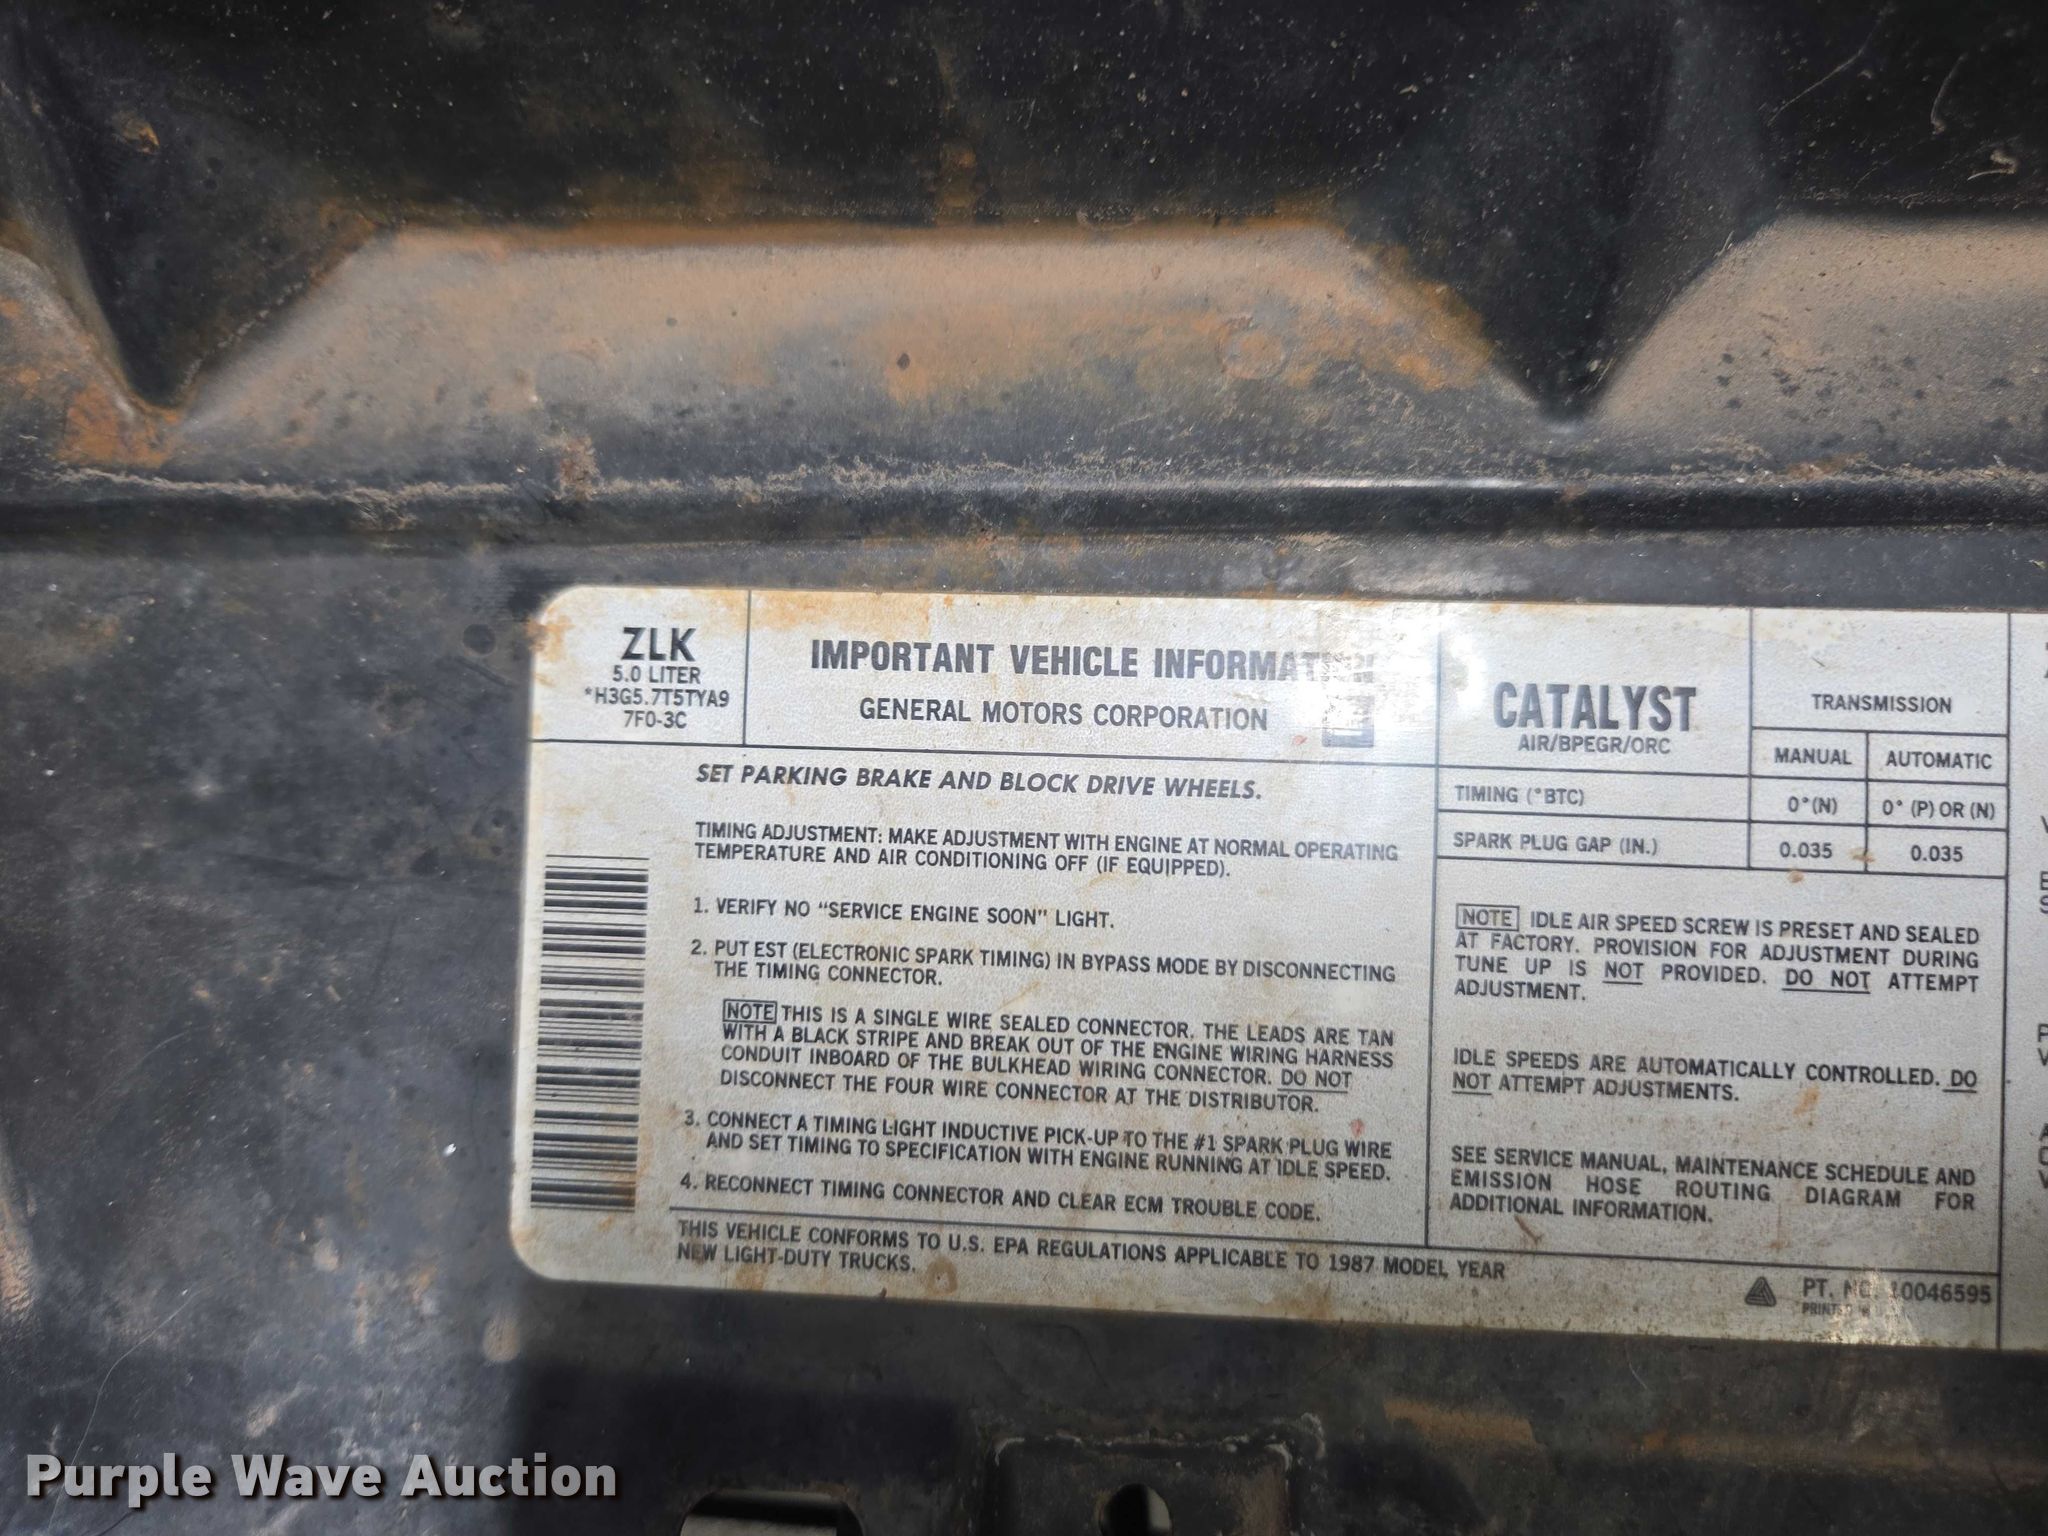 ZLK
5.0 LITER
*H3G5.7T5TYA9
7F0-3C
IMPORTANT VEHICLE INFORMATION
GENERAL MOTORS CORPORATION
SET PARKING BRAKE AND BLOCK DRIVE WHEELS.
TIMING ADJUSTMENT: MAKE ADJUSTMENT WITH ENGINE AT NORMAL OPERATING
TEMPERATURE AND AIR CONDITIONING OFF (IF EQUIPPED).
1. VERIFY NO "SERVICE ENGINE SOON" LIGHT.
2. PUT EST (ELECTRONIC SPARK TIMING) IN BYPASS MODE BY DISCONNECTING
THE TIMING CONNECTOR.
NOTE THIS IS A SINGLE WIRE SEALED CONNECTOR. THE LEADS ARE TAN
WITH A BLACK STRIPE AND BREAK OUT OF THE ENGINE WIRING HARNESS
CONDUIT INBOARD OF THE BULKHEAD WIRING CONNECTOR. DO NOT
DISCONNECT THE FOUR WIRE CONNECTOR AT THE DISTRIBUTOR.
3. CONNECT A TIMING LIGHT INDUCTIVE PICK-UP TO THE #1 SPARK PLUG WIRE
AND SET TIMING TO SPECIFICATION WITH ENGINE RUNNING AT IDLE SPEED.
4. RECONNECT TIMING CONNECTOR AND CLEAR ECM TROUBLE CODE.
THIS VEHICLE CONFORMS TO U.S. EPA REGULATIONS APPLICABLE TO 1987 MODEL YEAR
NEW LIGHT-DUTY TRUCKS.
CATALYST
AIR/BPEGR/ORC
TRANSMISSION
MANUAL AUTOMATIC
TIMING (°BTC) 0°(N) 0° (P) OR (N)
SPARK PLUG GAP (IN.) 0.035 0.035
NOTE IDLE AIR SPEED SCREW IS PRESET AND SEALED
AT FACTORY. PROVISION FOR ADJUSTMENT DURING
TUNE UP IS NOT PROVIDED. DO NOT ATTEMPT
ADJUSTMENT.
IDLE SPEEDS ARE AUTOMATICALLY CONTROLLED. DO
NOT ATTEMPT ADJUSTMENTS.
SEE SERVICE MANUAL, MAINTENANCE SCHEDULE AND
EMISSION HOSE ROUTING DIAGRAM FOR
ADDITIONAL INFORMATION.
PT. NO. 10046595
PRINTED
Purple Wave Auction